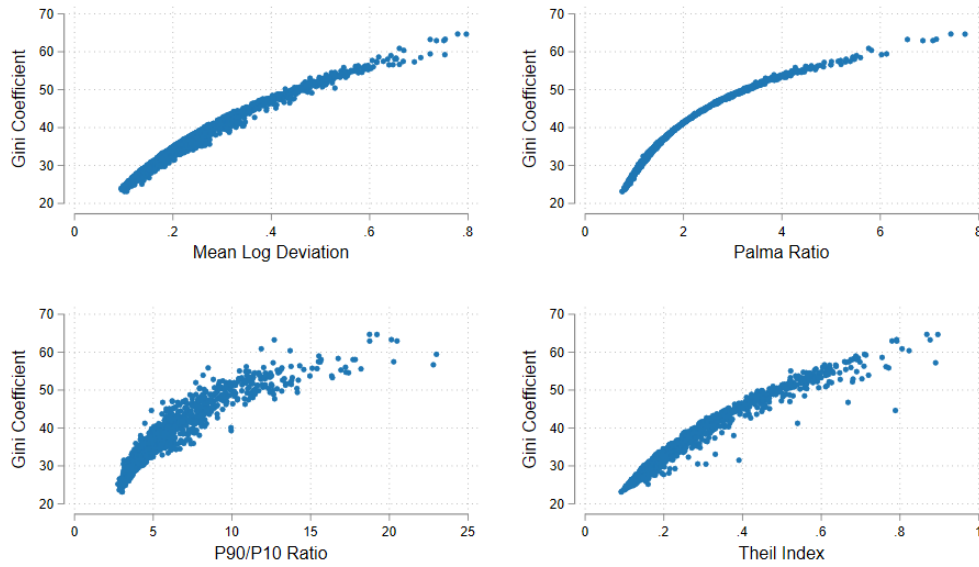 70
60
50
40
30
20
Gini Coefficient
0 .2 .4 .6 .8
Mean Log Deviation
70
60
50
40
30
20
Gini Coefficient
0 2 4 6 8
Palma Ratio
70
60
50
40
30
20
Gini Coefficient
0 5 10 15 20 25
P90/P10 Ratio
70
60
50
40
30
20
Gini Coefficient
0 .2 .4 .6 .8 1
Theil Index